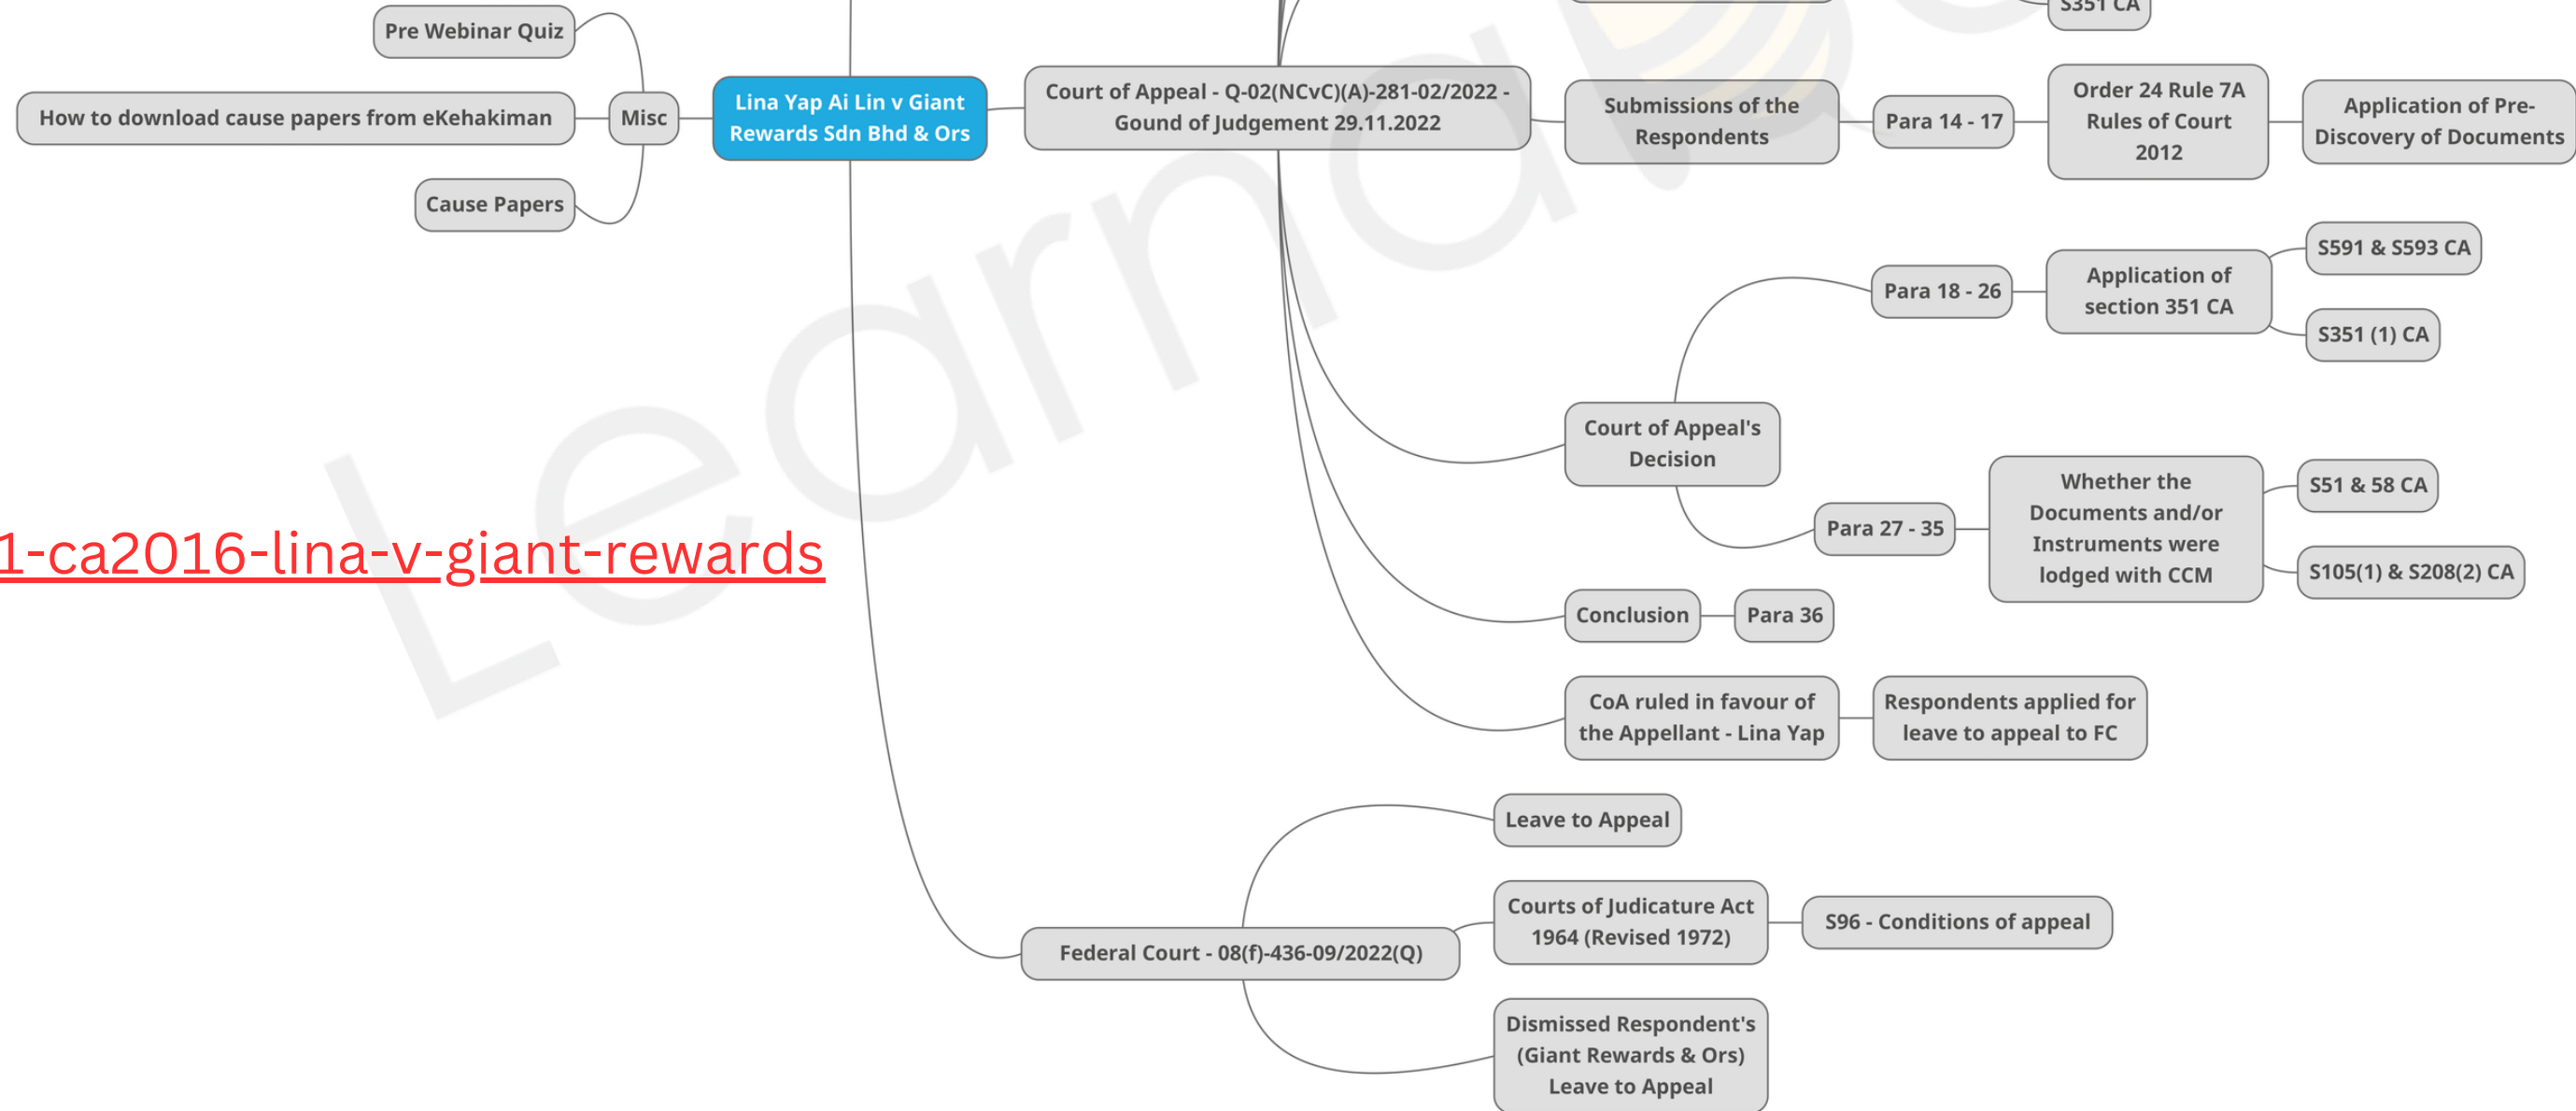 S351 CA
Pre Webinar Quiz
How to download cause papers from eKehakiman
Misc
Cause Papers
Lina Yap Ai Lin v Giant
Rewards Sdn Bhd & Ors
Court of Appeal - Q-02(NCvC)(A)-281-02/2022 -
Gound of Judgement 29.11.2022
Submissions of the
Respondents
Para 14 - 17
Order 24 Rule 7A
Rules of Court
2012
Application of Pre-
Discovery of Documents
Court of Appeal's
Decision
Para 18 - 26
Application of
section 351 CA
S591 & S593 CA
S351 (1) CA
Para 27 - 35
Whether the
Documents and/or
Instruments were
lodged with CCM
S51 & 58 CA
S105(1) & S208(2) CA
1-ca2016-lina-v-giant-rewards
Conclusion
Para 36
CoA ruled in favour of
the Appellant - Lina Yap
Respondents applied for
leave to appeal to FC
Federal Court - 08(f)-436-09/2022(Q)
Leave to Appeal
Courts of Judicature Act
1964 (Revised 1972)
S96 - Conditions of appeal
Dismissed Respondent's
(Giant Rewards & Ors)
Leave to Appeal
Learna